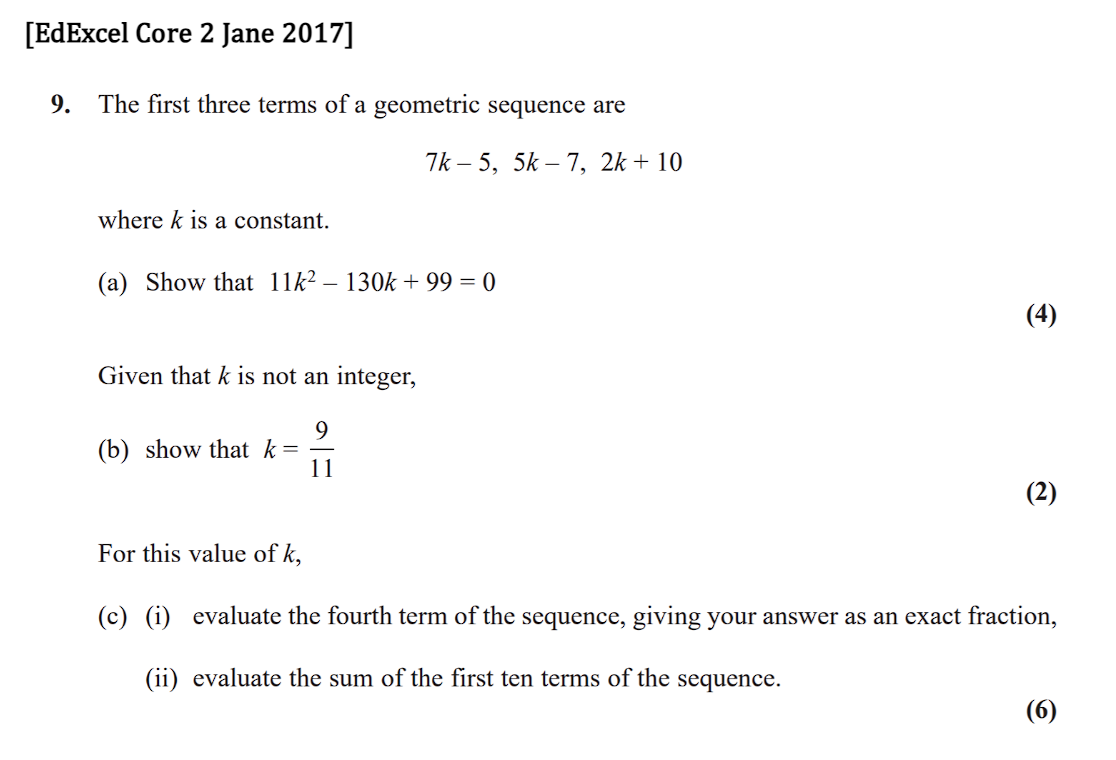 [EdExcel Core 2 Jane 2017]
9. The first three terms of a geometric sequence are
7k – 5, 5k – 7, 2k + 10
where k is a constant.
(a) Show that 11k² – 130k + 99 = 0
(4)
Given that k is not an integer,
(b) show that k = 9/11
(2)
For this value of k,
(c) (i) evaluate the fourth term of the sequence, giving your answer as an exact fraction,
(ii) evaluate the sum of the first ten terms of the sequence.
(6)